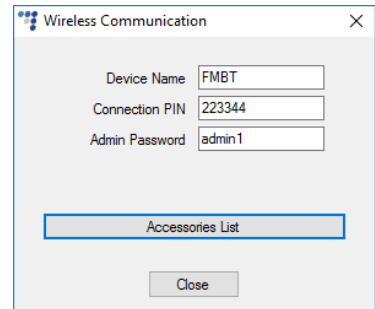 Wireless Communication
Device Name FMBT
Connection PIN 223344
Admin Password admin1
Accessories List
Close